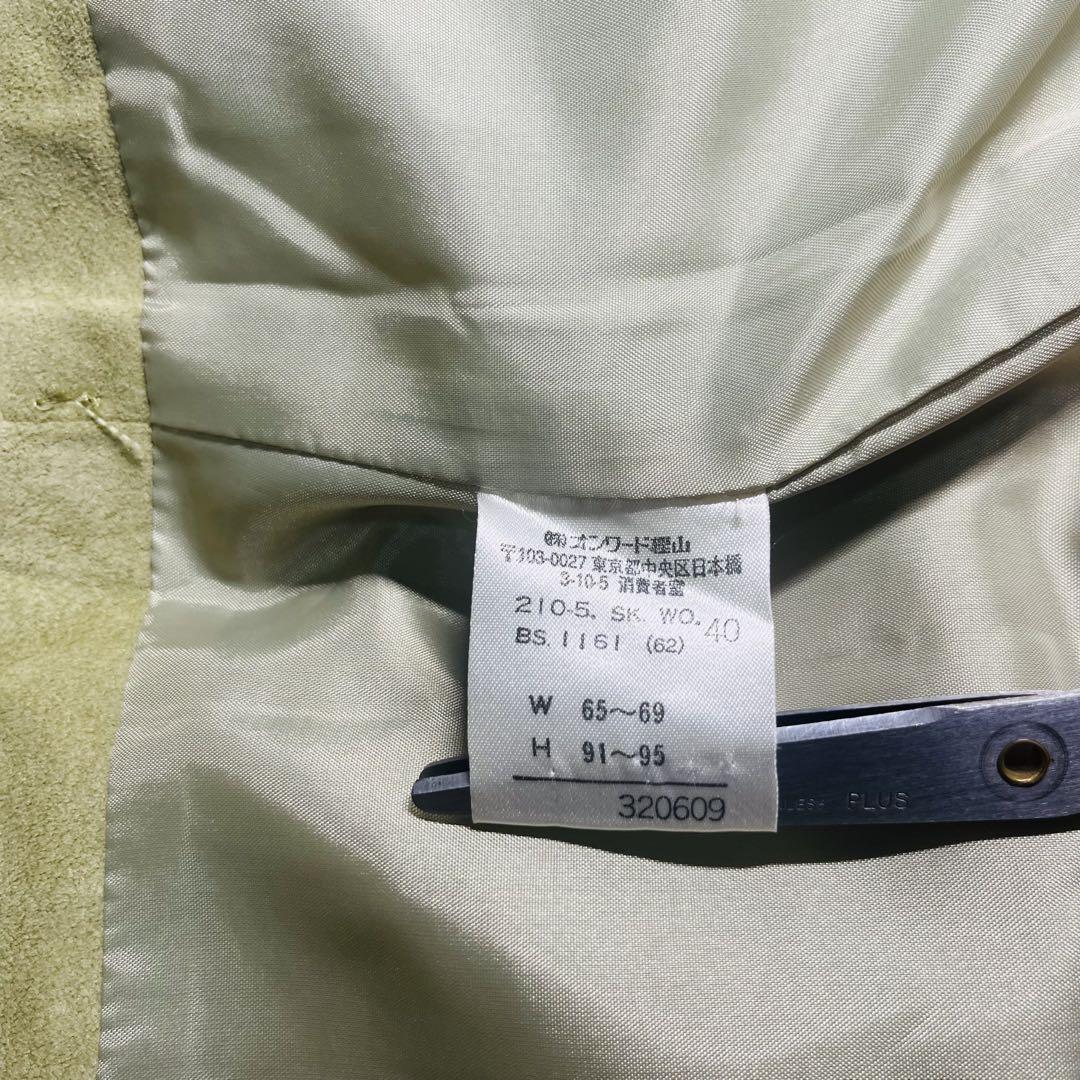 ㈱オンワード樫山
〒103-0027 東京都中央区日本橋
3-10-5 消費者室
210-5. SK. WO. 40
BS. 1161 (62)
W 65～69
H 91～95
320609
PLUS